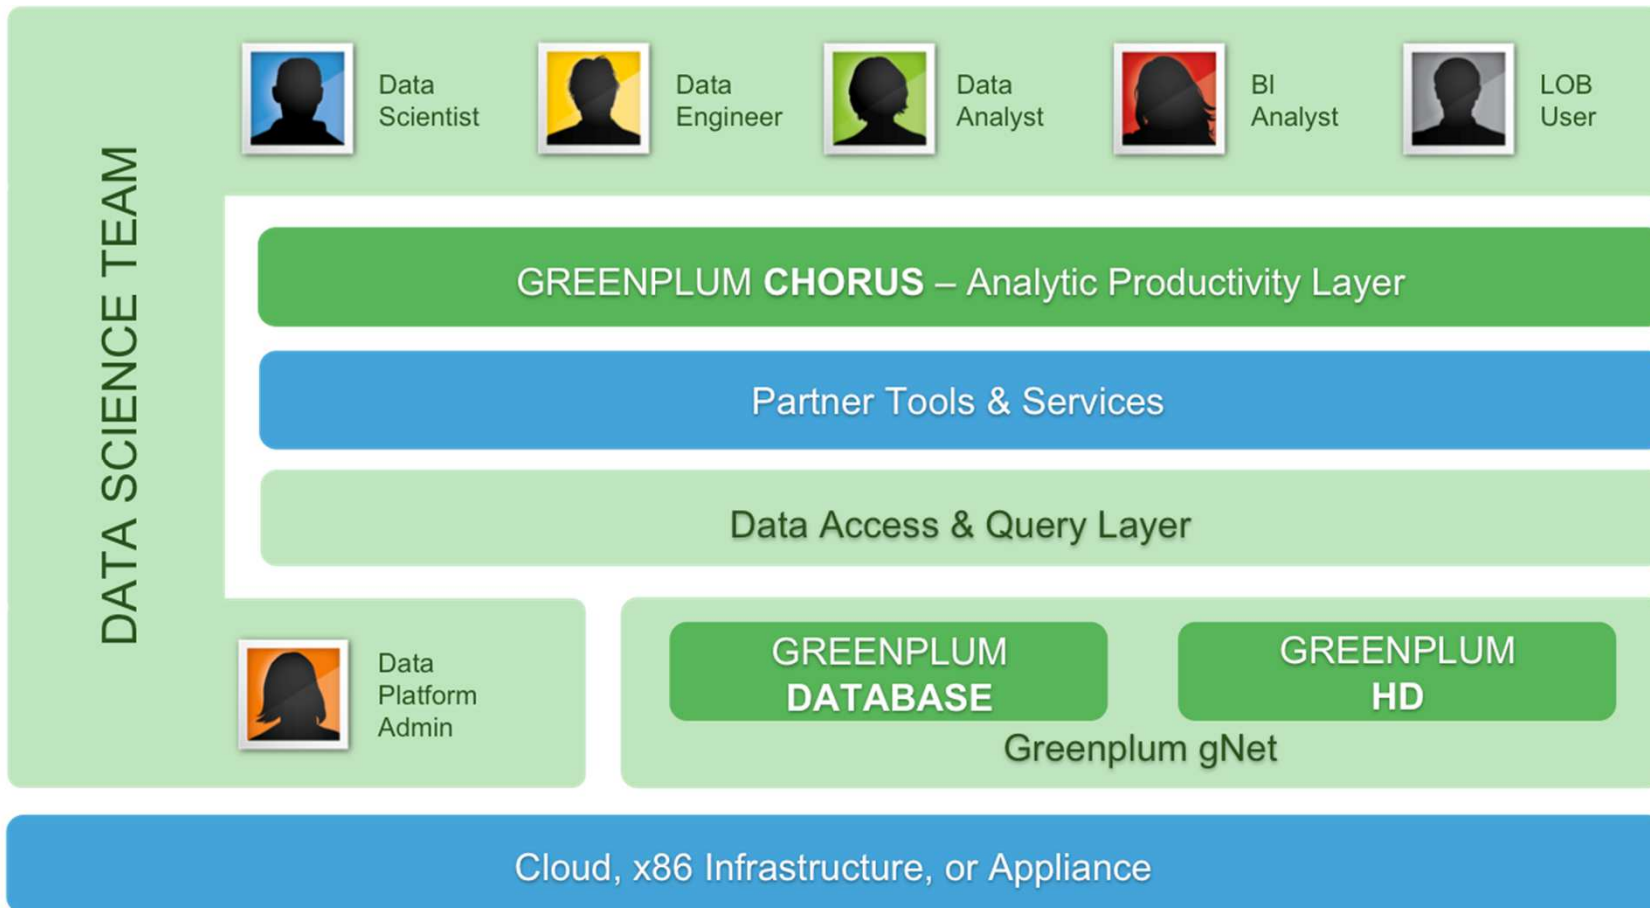 DATA SCIENCE TEAM
Data
Scientist
Data
Engineer
Data
Analyst
BI
Analyst
LOB
User
GREENPLUM CHORUS – Analytic Productivity Layer
Partner Tools & Services
Data Access & Query Layer
Data
Platform
Admin
GREENPLUM
DATABASE
GREENPLUM
HD
Greenplum gNet
Cloud, x86 Infrastructure, or Appliance